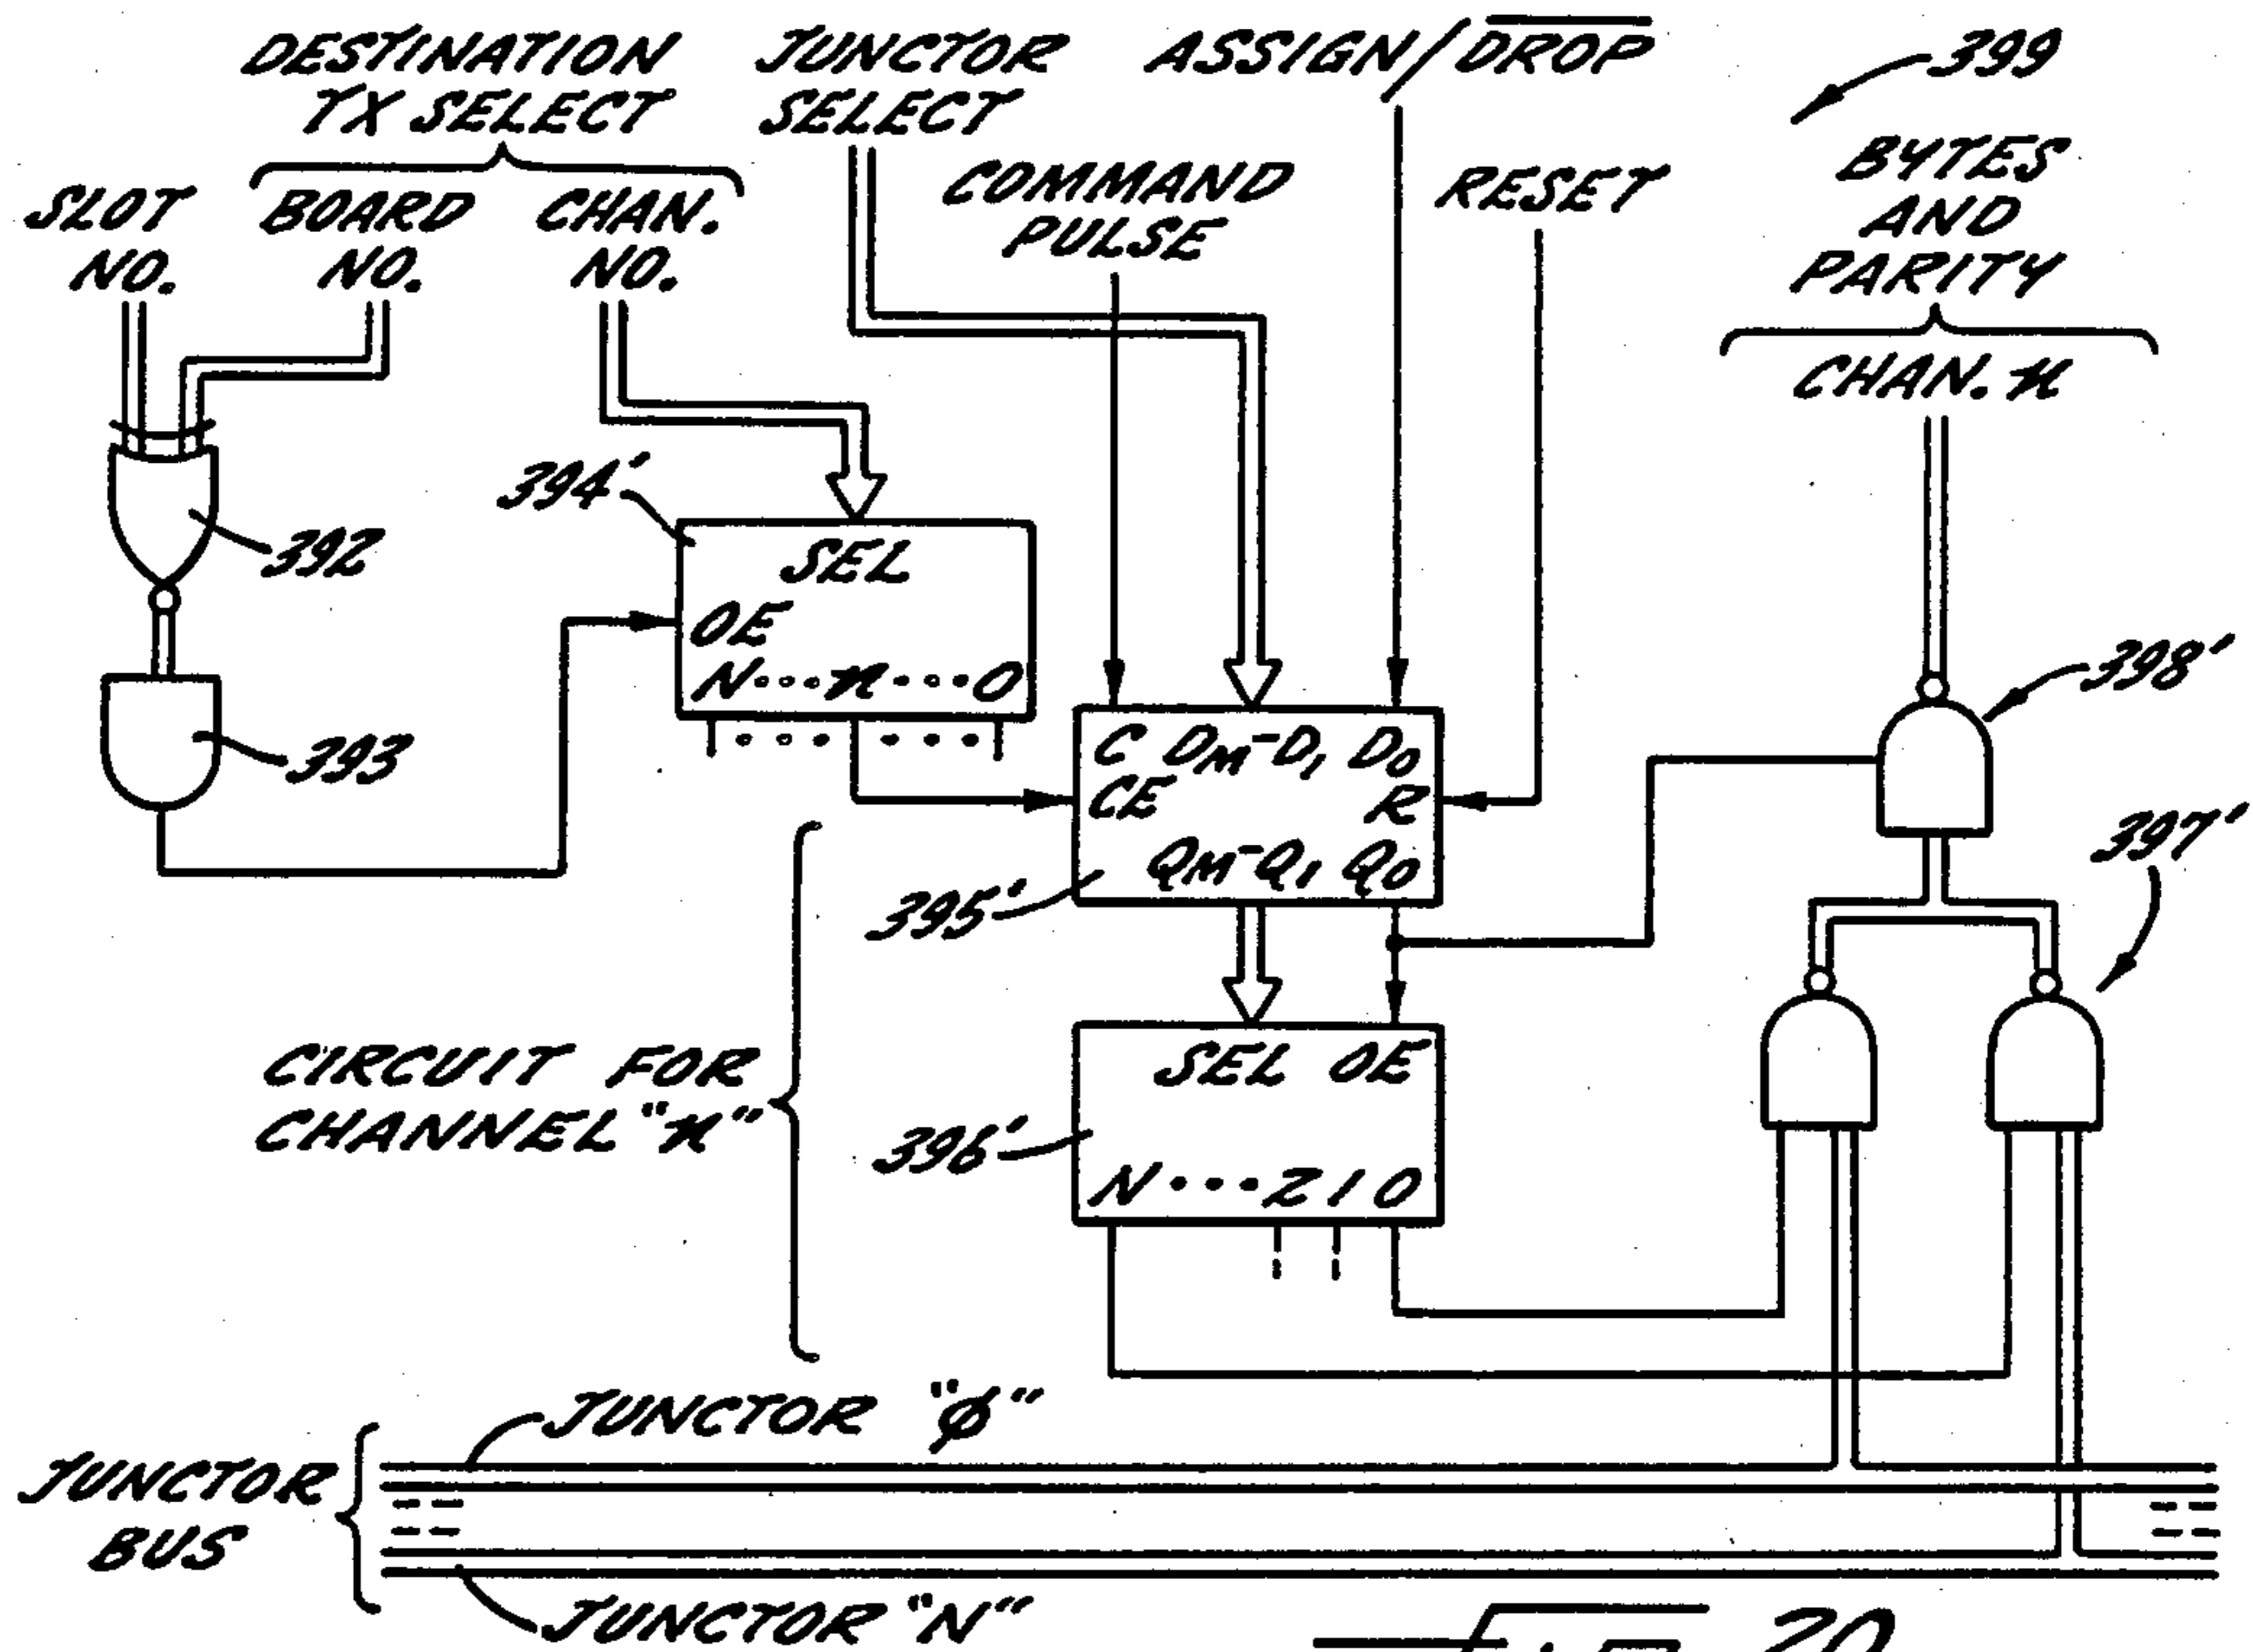 DESTINATION
TX SELECT
JUNCTOR
SELECT
ASSIGN/DROP
399
SLOT
NO.
BOARD
NO.
CHAN.
NO.
COMMAND
PULSE
RESET
BYTES
AND
PARITY
CHAN. n
392
393
394'
SEL
OE
N···n···0
C DM-D1 D0
CE R
QM-Q1 Q0
395'
398'
397'
CIRCUIT FOR
CHANNEL "n"
SEL OE
396'
N···2 1 0
JUNCTOR "ϕ"
JUNCTOR
BUS
JUNCTOR "N"
20